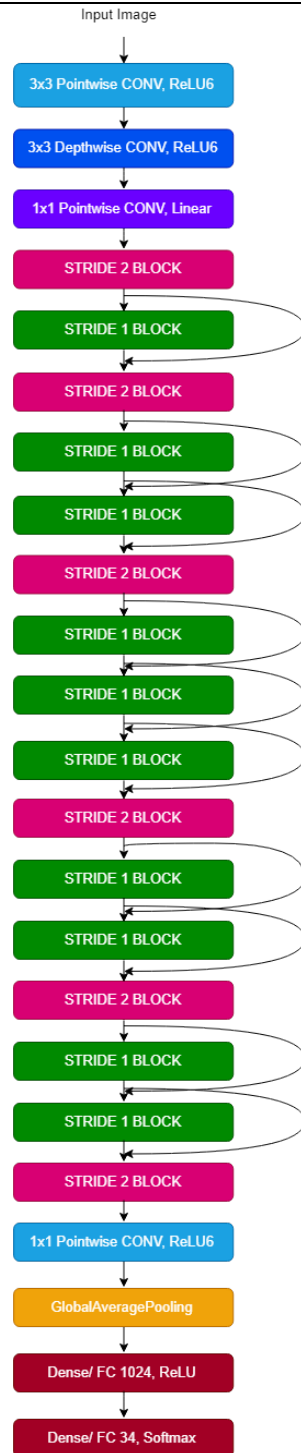 Input Image
3x3 Pointwise CONV, ReLU6
3x3 Depthwise CONV, ReLU6
1x1 Pointwise CONV, Linear
STRIDE 2 BLOCK
STRIDE 1 BLOCK
STRIDE 2 BLOCK
STRIDE 1 BLOCK
STRIDE 1 BLOCK
STRIDE 2 BLOCK
STRIDE 1 BLOCK
STRIDE 1 BLOCK
STRIDE 1 BLOCK
STRIDE 2 BLOCK
STRIDE 1 BLOCK
STRIDE 1 BLOCK
STRIDE 2 BLOCK
STRIDE 1 BLOCK
STRIDE 1 BLOCK
STRIDE 2 BLOCK
1x1 Pointwise CONV, ReLU6
GlobalAveragePooling
Dense/ FC 1024, ReLU
Dense/ FC 34, Softmax